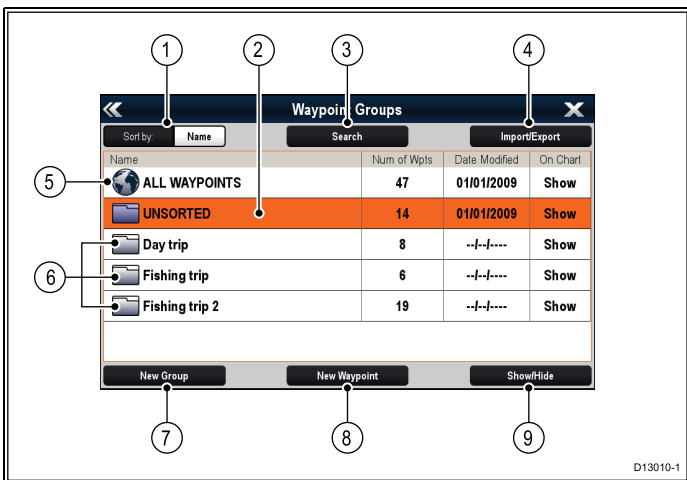 1 2 3 4
Waypoint Groups
Sort by: Name Search Import/Export
Name Num of Wpts Date Modified On Chart
5 ALL WAYPOINTS 47 01/01/2009 Show
UNSORTED 14 01/01/2009 Show
Day trip 8 --/--/---- Show
6 Fishing trip 6 --/--/---- Show
Fishing trip 2 19 --/--/---- Show
New Group New Waypoint Show/Hide
7 8 9
D13010-1